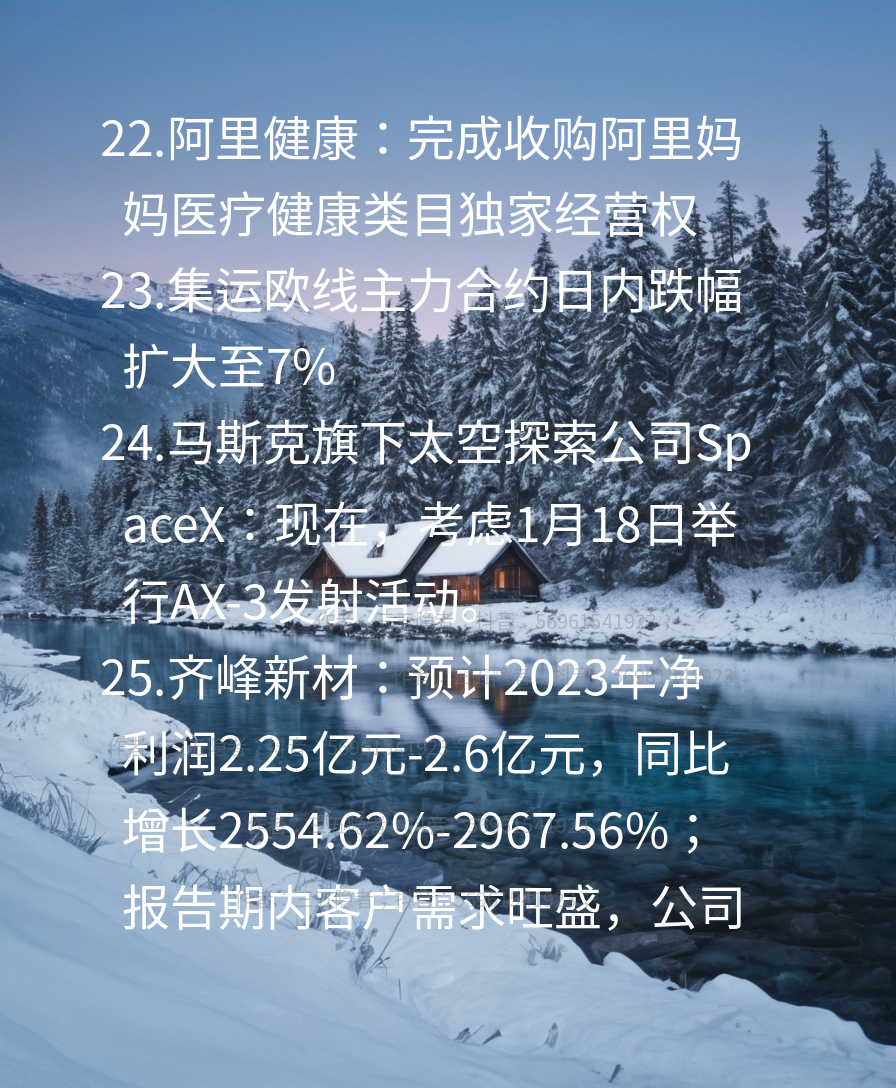 22.阿里健康：完成收购阿里妈
妈医疗健康类目独家经营权
23.集运欧线主力合约日内跌幅
扩大至7%
24.马斯克旗下太空探索公司Sp
aceX：现在，考虑1月18日举
行AX-3发射活动。
25.齐峰新材：预计2023年净
利润2.25亿元-2.6亿元，同比
增长2554.62%-2967.56%；
报告期内客户需求旺盛，公司